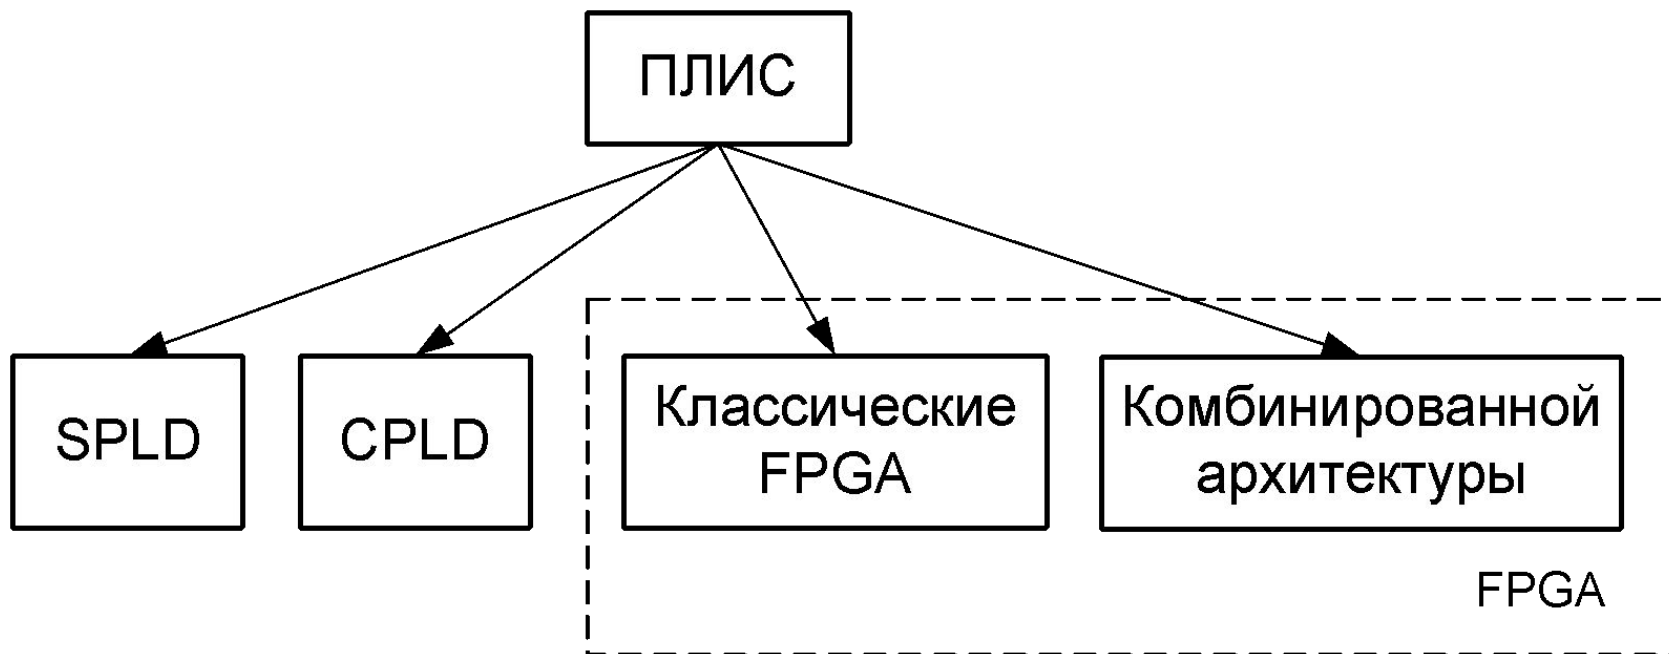 ПЛИС
SPLD
CPLD
Классические
FPGA
Комбинированной
архитектуры
FPGA